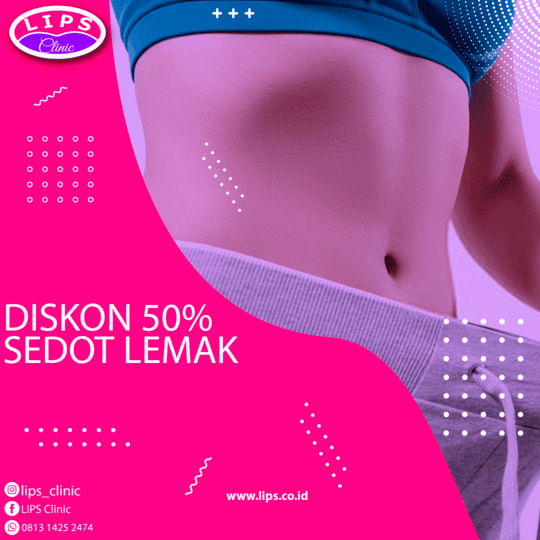 LIPS
Clinic
DISKON 50%
SEDOT LEMAK
lips_clinic
LIPS Clinic
0813 1425 2474
www.lips.co.id